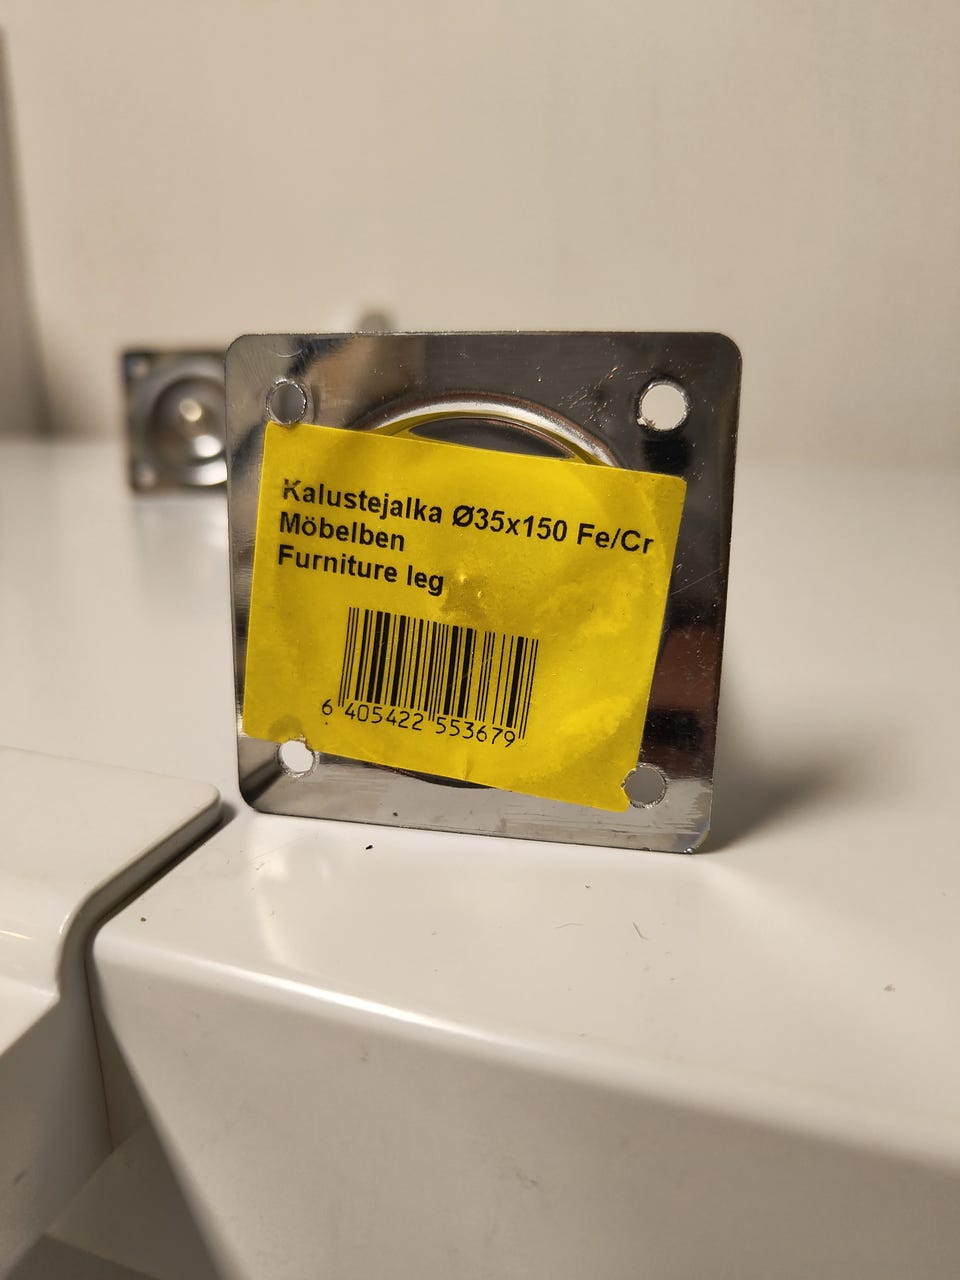 Kalustejalka Ø35x150 Fe/Cr
Möbelben
Furniture leg
6 405422 553679